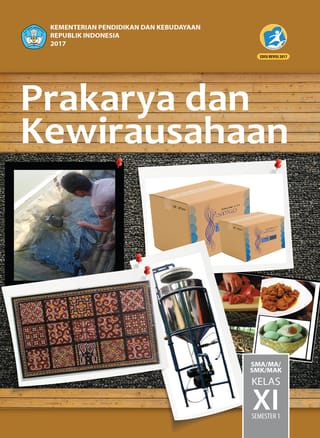 KEMENTERIAN PENDIDIKAN DAN KEBUDAYAAN
REPUBLIK INDONESIA
2017
EDISI REVISI 2017
Prakarya dan
Kewirausahaan
SMA/MA/
SMK/MAK
KELAS
XI
SEMESTER 1